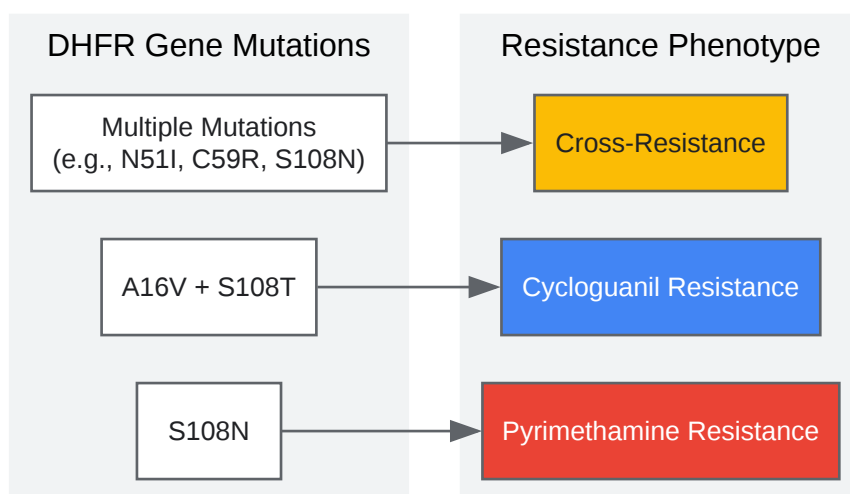 DHFR Gene Mutations
Resistance Phenotype
Multiple Mutations
(e.g., N51I, C59R, S108N)
Cross-Resistance
A16V + S108T
Cycloguanil Resistance
S108N
Pyrimethamine Resistance